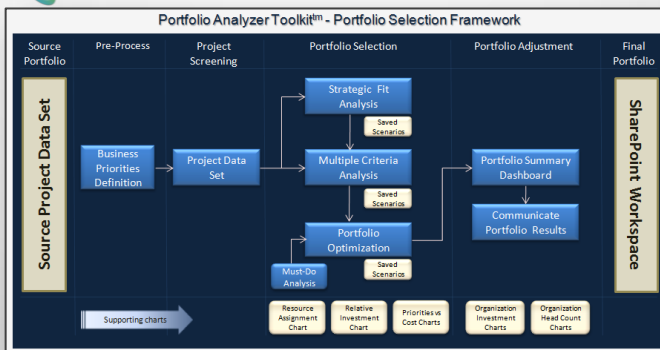 Portfolio Analyzer Toolkit™ - Portfolio Selection Framework
Source
Portfolio
Pre-Process
Project
Screening
Portfolio Selection
Portfolio Adjustment
Final
Portfolio
Source Project Data Set
Business
Priorities
Definition
Project Data
Set
Strategic Fit
Analysis
Saved
Scenarios
Multiple Criteria
Analysis
Saved
Scenarios
Portfolio
Optimization
Saved
Scenarios
Must-Do
Analysis
Portfolio Summary
Dashboard
Communicate
Portfolio Results
SharePoint Workspace
Supporting charts
Resource
Assignment
Chart
Relative
Investment
Chart
Priorities vs
Cost Charts
Organization
Investment
Charts
Organization
Head Count
Charts